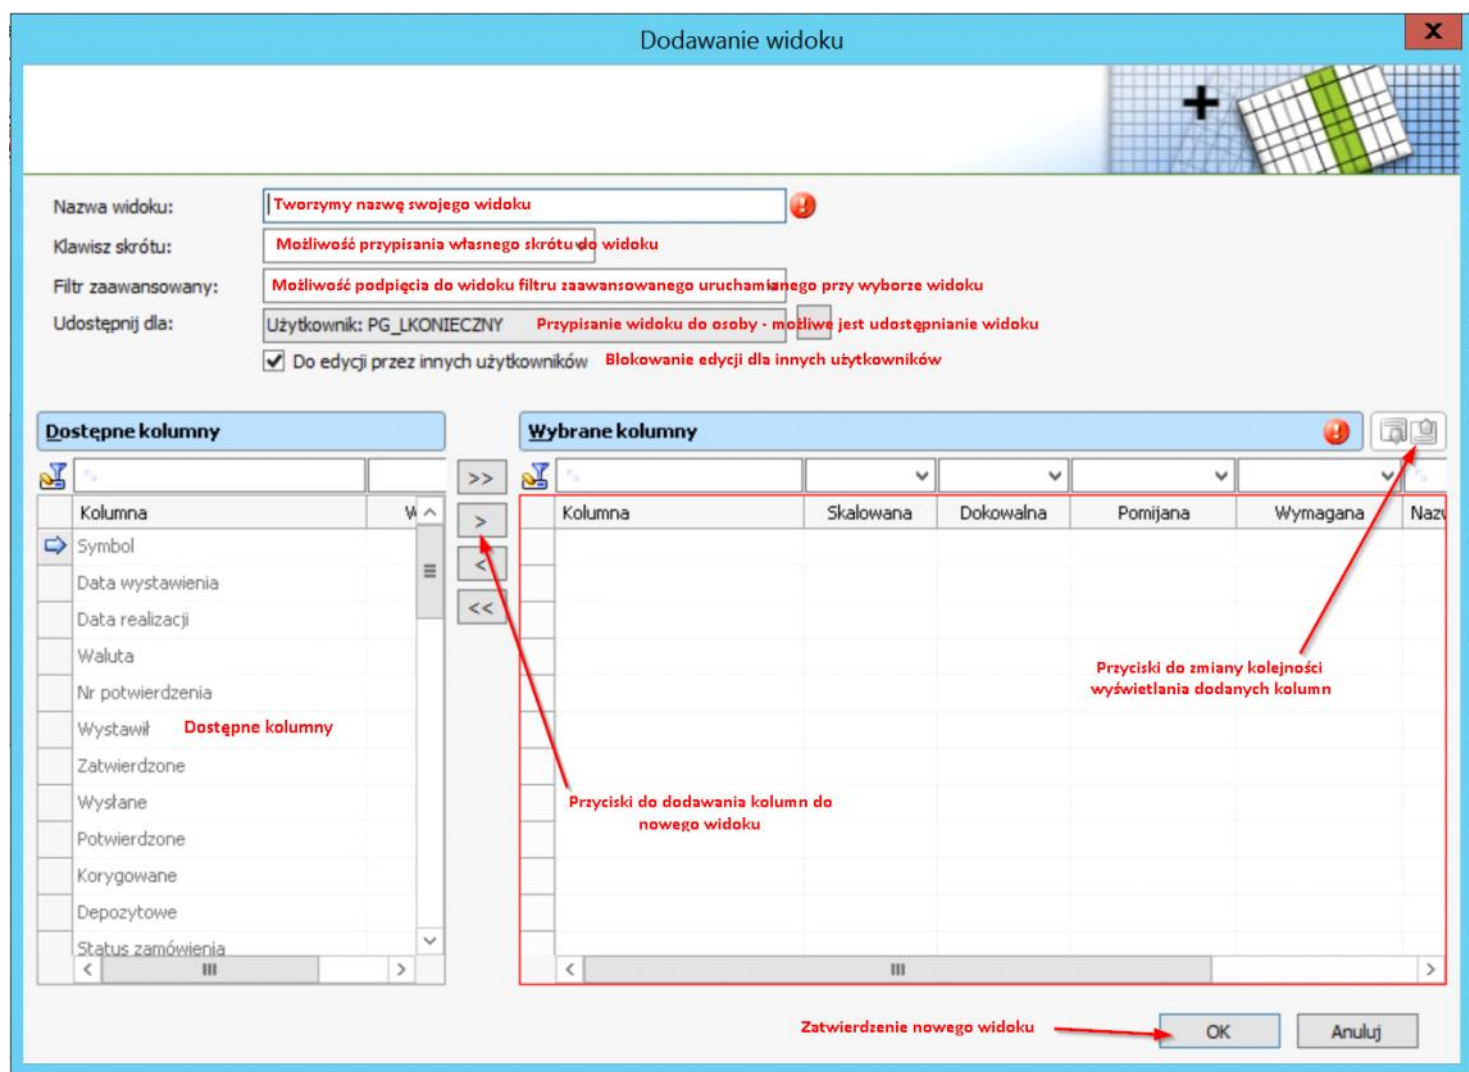 Dodawanie widoku
X
Nazwa widoku:
Tworzymy nazwę swojego widoku
Klawisz skrótu:
Możliwość przypisania własnego skrótu do widoku
Filtr zaawansowany:
Możliwość podpięcia do widoku filtru zaawansowanego uruchamianego przy wyborze widoku
Udostępnij dla:
Użytkownik: PG_LKONIECZNY
Przypisanie widoku do osoby - możliwe jest udostępnianie widoku
Do edycji przez innych użytkowników
Blokowanie edycji dla innych użytkowników
Dostępne kolumny
Wybrane kolumny
>>
>
<
<<
Kolumna
W
Symbol
Data wystawienia
Data realizacji
Waluta
Nr potwierdzenia
Wystawił
Dostępne kolumny
Zatwierdzone
Wysłane
Potwierdzone
Korygowane
Depozytowe
Status zamówienia
Kolumna
Skalowana
Dokowalna
Pomijana
Wymagana
Nazw
Przyciski do zmiany kolejności
wyświetlania dodanych kolumn
Przyciski do dodawania kolumn do
nowego widoku
Zatwierdzenie nowego widoku
OK
Anuluj